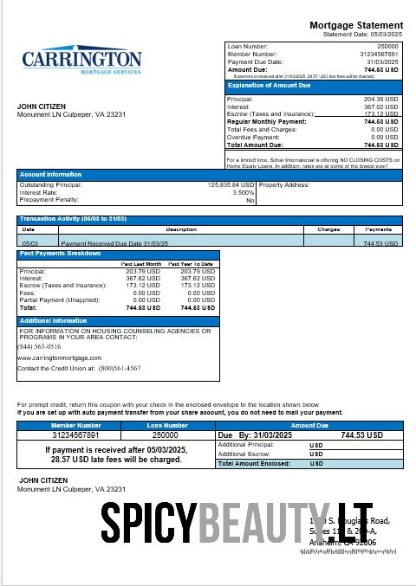 Mortgage Statement
Statement Date: 05/03/2025
CARRINGTON
MORTGAGE SERVICES
Loan Number: 250000
Member Number: 31234567891
Payment Due Date: 31/03/2025
Amount Due: 744.53 USD
If payment is received after 31/03/2025, 28.57 USD late fees will be charged.
Explanation of Amount Due
Principal: 204.39 USD
Interest: 367.02 USD
Escrow (Taxes and Insurance): 173.12 USD
Regular Monthly Payment: 744.53 USD
Total Fees and Charges: 0.00 USD
Overdue Payment: 0.00 USD
Total Amount Due: 744.53 USD
For a limited time, is offering NO CLOSING COSTS on
Home Equity Loans. In addition, rates are at some of the lowest ever!
JOHN CITIZEN
Monument LN Culpeper, VA 23231
Account Information
Outstanding Principal: 125,835.84 USD
Property Address:
Interest Rate: 3.500%
Prepayment Penalty: No
Transaction Activity (05/03 to 31/03)
Date Description Charges Payments
05/03 Payment Received Due Date 31/03/25 744.53 USD
Past Payments Breakdown
Paid Last Month Paid Year To Date
Principal: 203.79 USD 203.79 USD
Interest: 367.62 USD 367.62 USD
Escrow (Taxes and Insurance): 173.12 USD 173.12 USD
Fees: 0.00 USD 0.00 USD
Partial Payment (Unapplied): 0.00 USD 0.00 USD
Total: 744.53 USD 744.53 USD
Additional Information
FOR INFORMATION ON HOUSING COUNSELING AGENCIES OR
PROGRAMS IN YOUR AREA CONTACT:
(844) 563-0516
www.carringtonmortgage.com
Contact the Credit Union at: (800)561-4567
For prompt credit, return this coupon with your check in the enclosed envelope to the location shown below
If you are set up with auto payment transfer from your share account, you do not need to mail your payment.
Member Number Loan Number Amount Due
31234567891 250000 Due By: 31/03/2025 744.53 USD
If payment is received after 05/03/2025,
28.57 USD late fees will be charged.
Additional Principal: USD
Additional Escrow: USD
Total Amount Enclosed: USD
JOHN CITIZEN
Monument LN Culpeper, VA 23231
SPICYBEAUTY.LT
Douglass Road,
Anaheim, CA